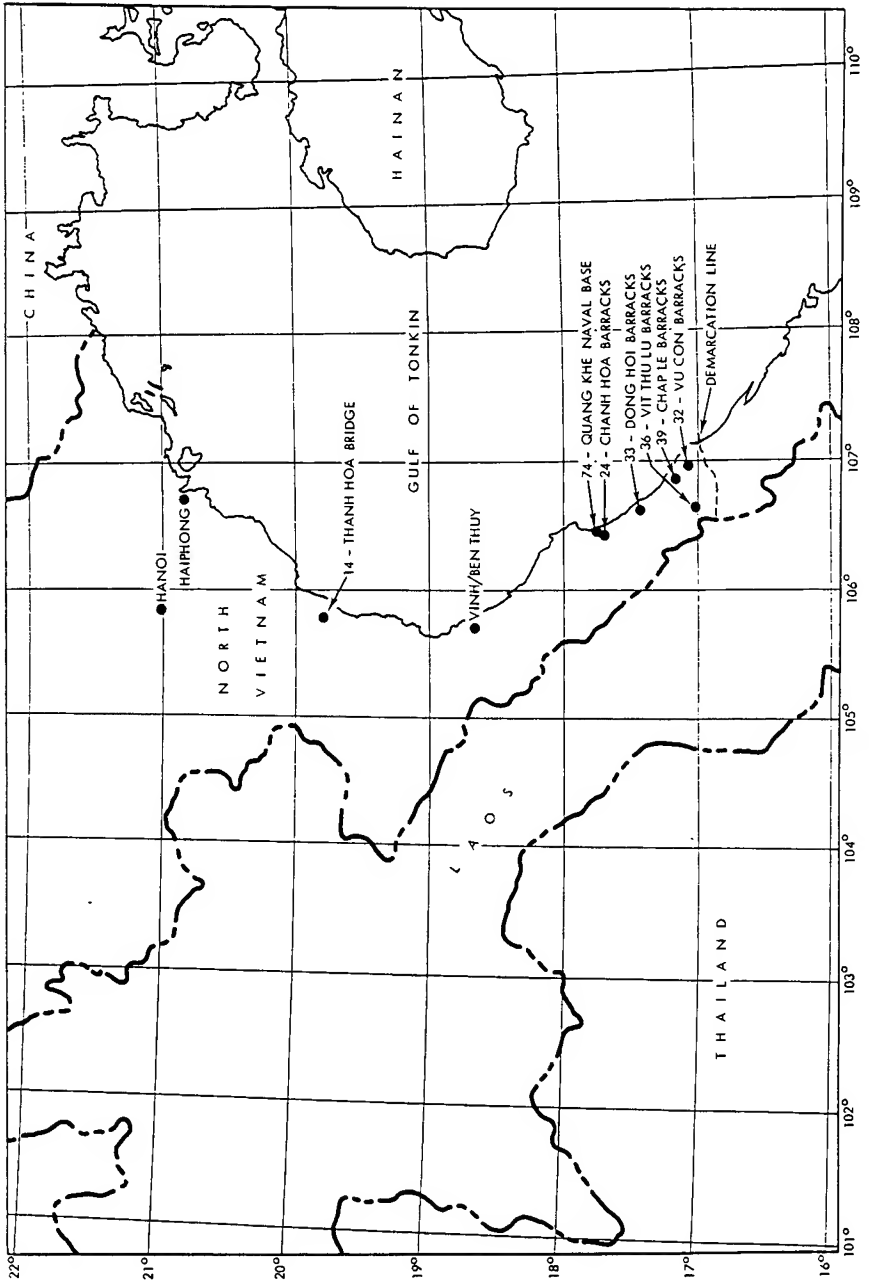 CHINA
HANOI
HAIPHONG
NORTH
VIETNAM
HAINAN
14 - THANH HOA BRIDGE
GULF OF TONKIN
VINH/BEN THUY
LAOS
74 - QUANG KHE NAVAL BASE
24 - CHANH HOA BARRACKS
33 - DONG HOI BARRACKS
36 - VIT THU LU BARRACKS
39 - CHAP LE BARRACKS
32 - VU CON BARRACKS
DEMARCATION LINE
THAILAND
22°
21°
20°
19°
18°
17°
16°
101°
102°
103°
104°
105°
106°
107°
108°
109°
110°